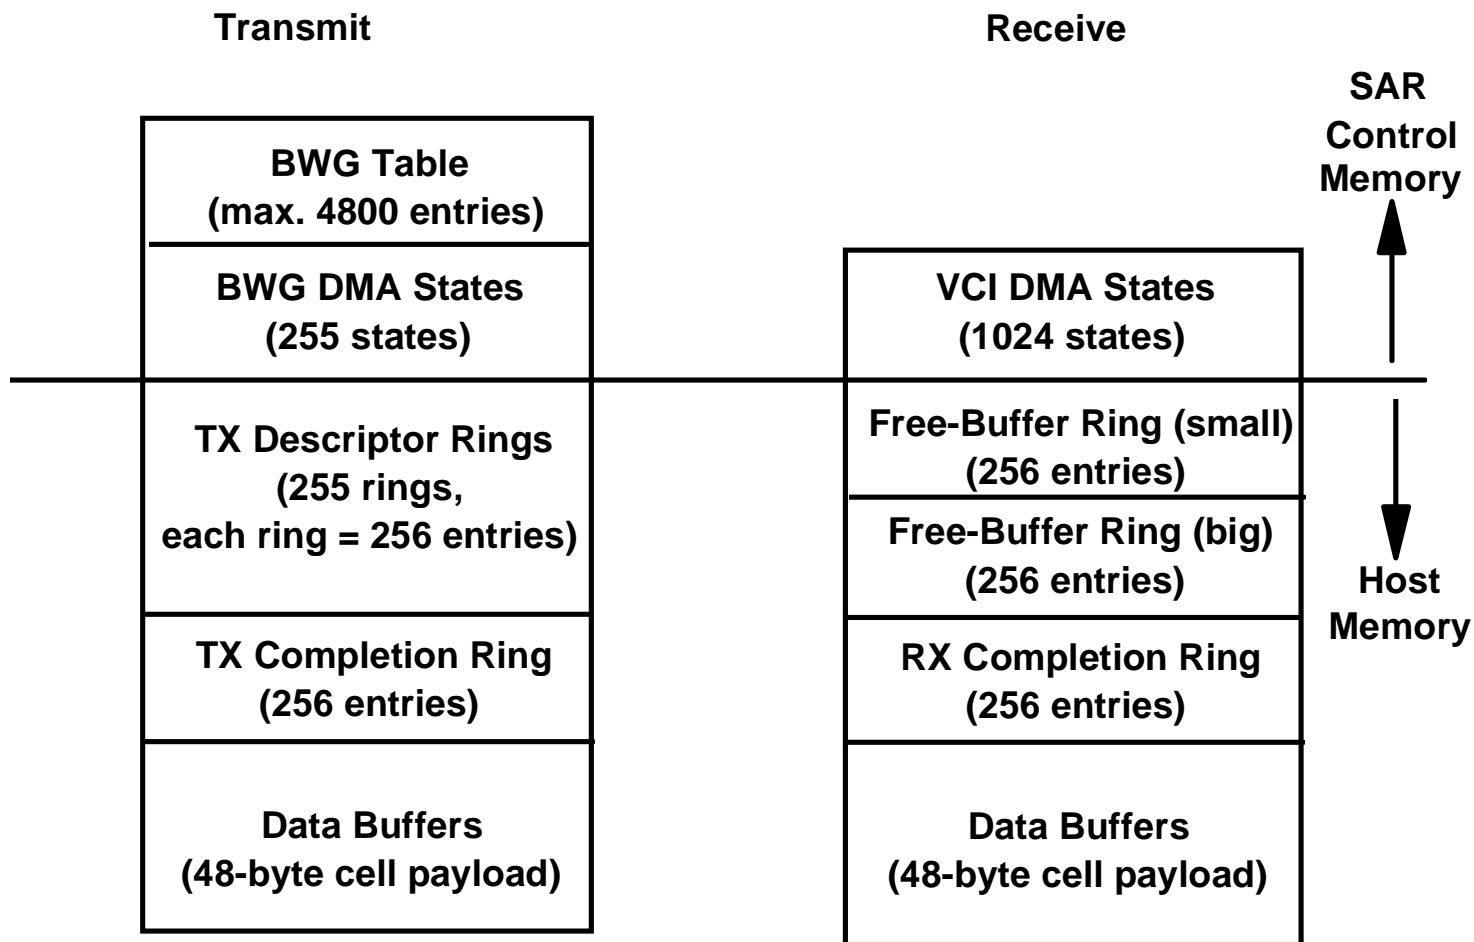 Transmit
Receive
SAR
Control
Memory
BWG Table
(max. 4800 entries)
BWG DMA States
(255 states)
VCI DMA States
(1024 states)
TX Descriptor Rings
(255 rings,
each ring = 256 entries)
Free-Buffer Ring (small)
(256 entries)
Free-Buffer Ring (big)
(256 entries)
Host
Memory
TX Completion Ring
(256 entries)
RX Completion Ring
(256 entries)
Data Buffers
(48-byte cell payload)
Data Buffers
(48-byte cell payload)